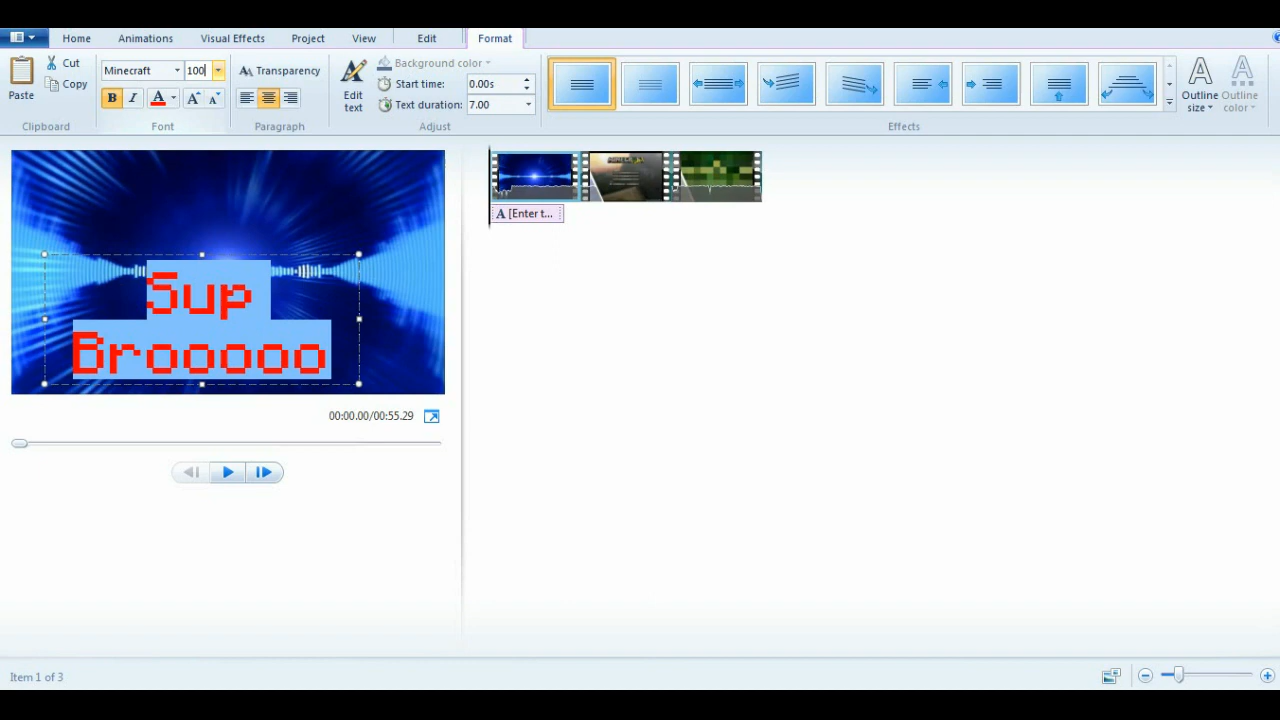 Home Animations Visual Effects Project View Edit Format
Paste
Cut
Copy
Clipboard
Minecraft 100
B I A A A
Font
Transparency
Paragraph
Edit text
Background color
Start time: 0.00s
Text duration: 7.00
Adjust
Effects
Outline size
Outline color
Sup
Brooooo
A [Enter t...
00:00.00/00:55.29
Item 1 of 3